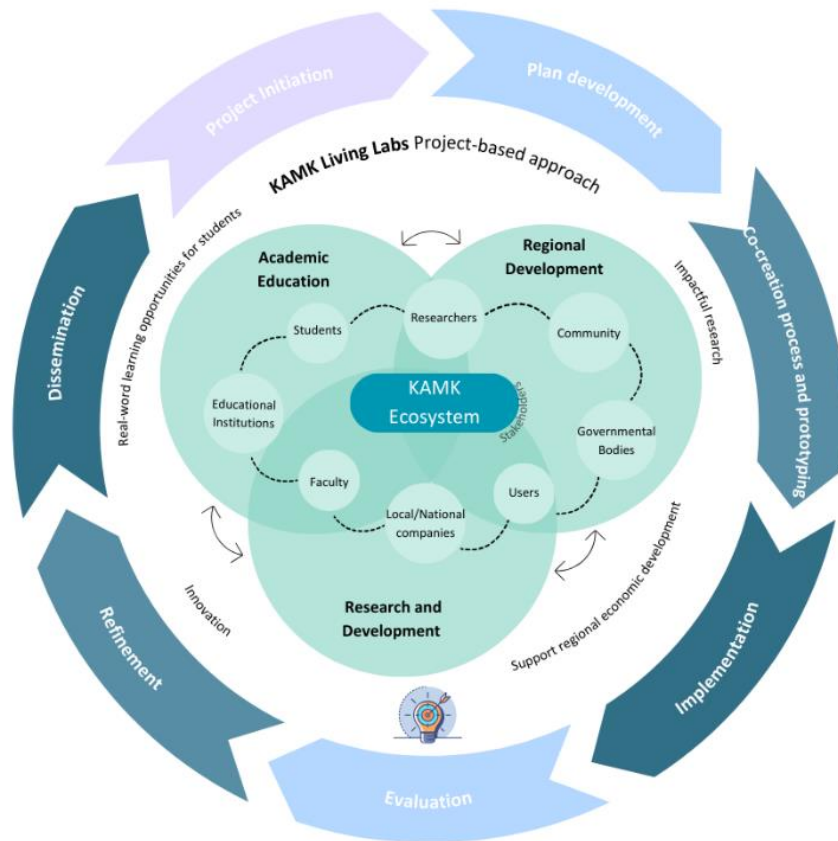 Project Initiation
Plan development
Co-creation process and prototyping
Implementation
Evaluation
Refinement
Dissemination
KAMK Living Labs Project-based approach
Real-word learning opportunities for students
Impactful research
Support regional economic development
Innovation
Academic
Education
Regional
Development
Students
Researchers
Community
Educational
Institutions
KAMK
Ecosystem
Stakeholders
Governmental
Bodies
Faculty
Local/National
companies
Users
Research and
Development